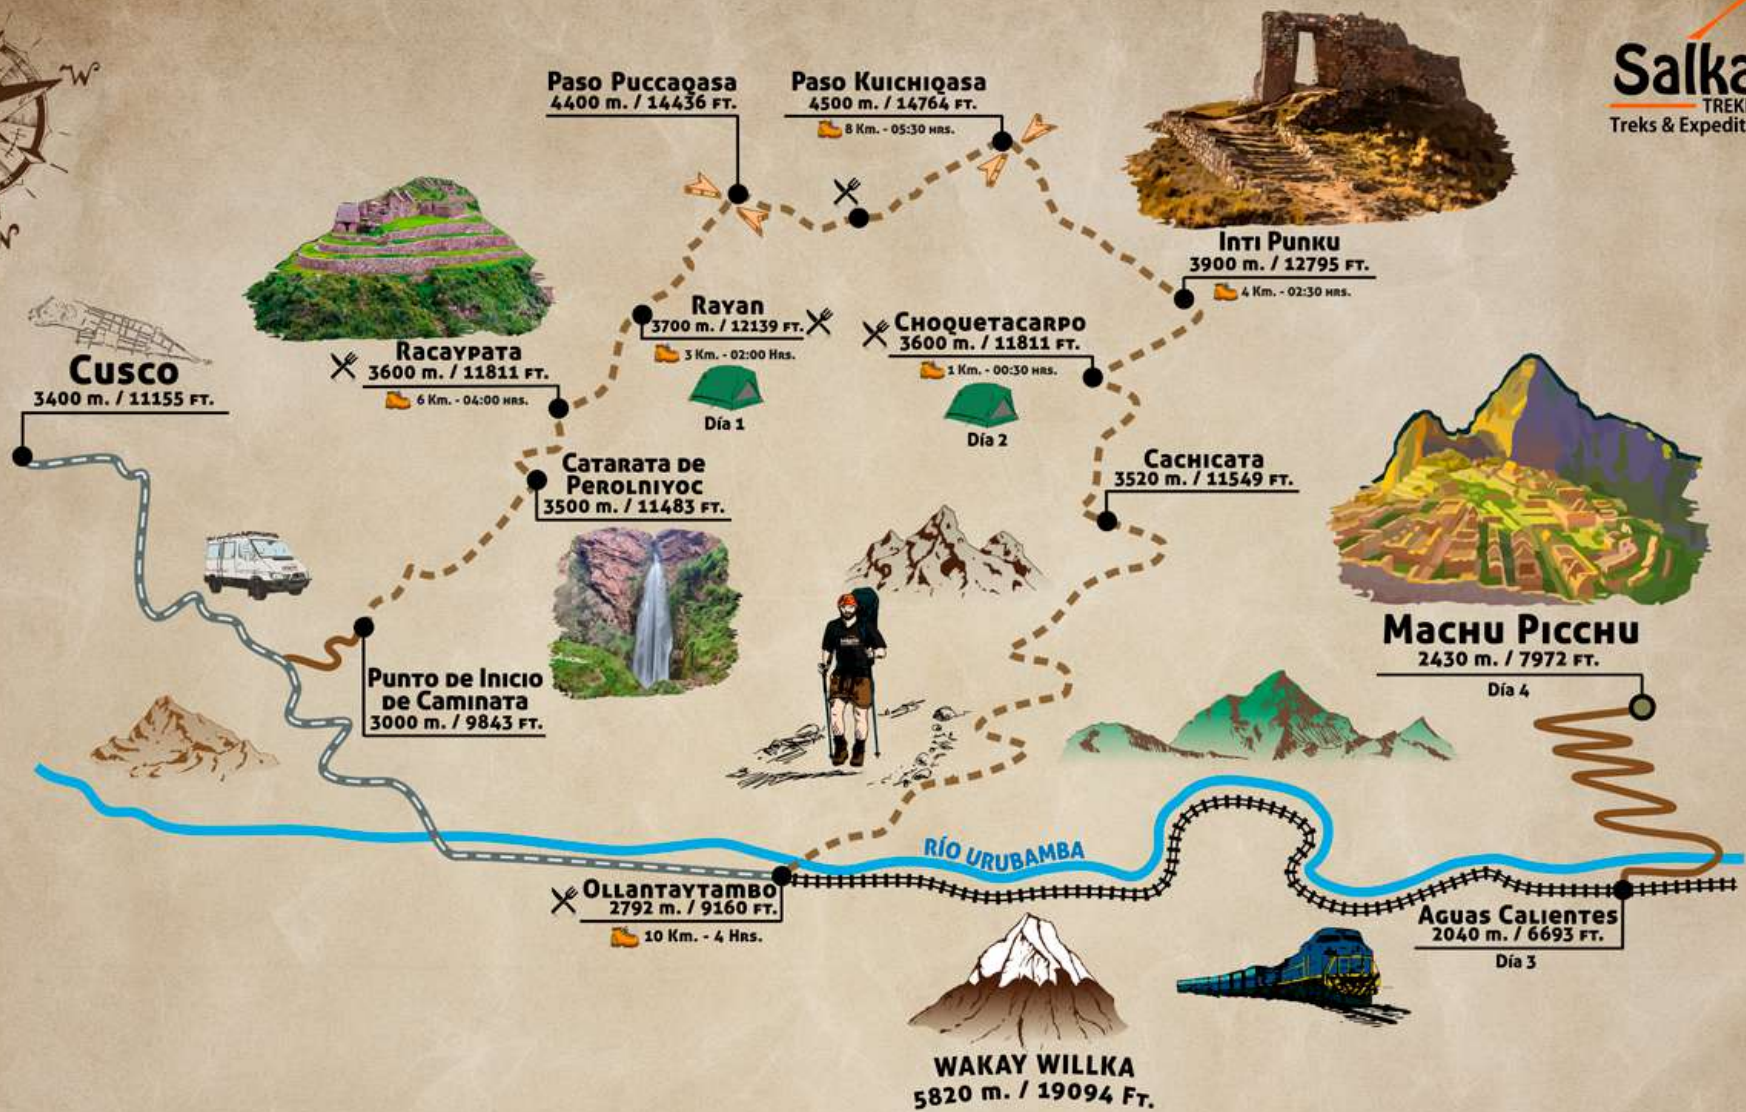 W
N
Salka
TREK
Treks & Expedit
Paso Puccaqasa
4400 m. / 14436 FT.
Paso Kuichiqasa
4500 m. / 14764 FT.
8 Km. - 05:30 HRS.
Inti Punku
3900 m. / 12795 FT.
4 Km. - 02:30 HRS.
Rayan
3700 m. / 12139 FT.
3 Km. - 02:00 Hrs.
Día 1
Choquetacarpo
3600 m. / 11811 FT.
1 Km. - 00:30 HRS.
Día 2
Racaypata
3600 m. / 11811 FT.
6 Km. - 04:00 HRS.
Cusco
3400 m. / 11155 FT.
Catarata de
Perolniyoc
3500 m. / 11483 FT.
Cachicata
3520 m. / 11549 FT.
Punto de Inicio
de Caminata
3000 m. / 9843 FT.
Machu Picchu
2430 m. / 7972 FT.
Día 4
RÍO URUBAMBA
Ollantaytambo
2792 m. / 9160 FT.
10 Km. - 4 Hrs.
Aguas Calientes
2040 m. / 6693 FT.
Día 3
WAKAY WILLKA
5820 m. / 19094 FT.